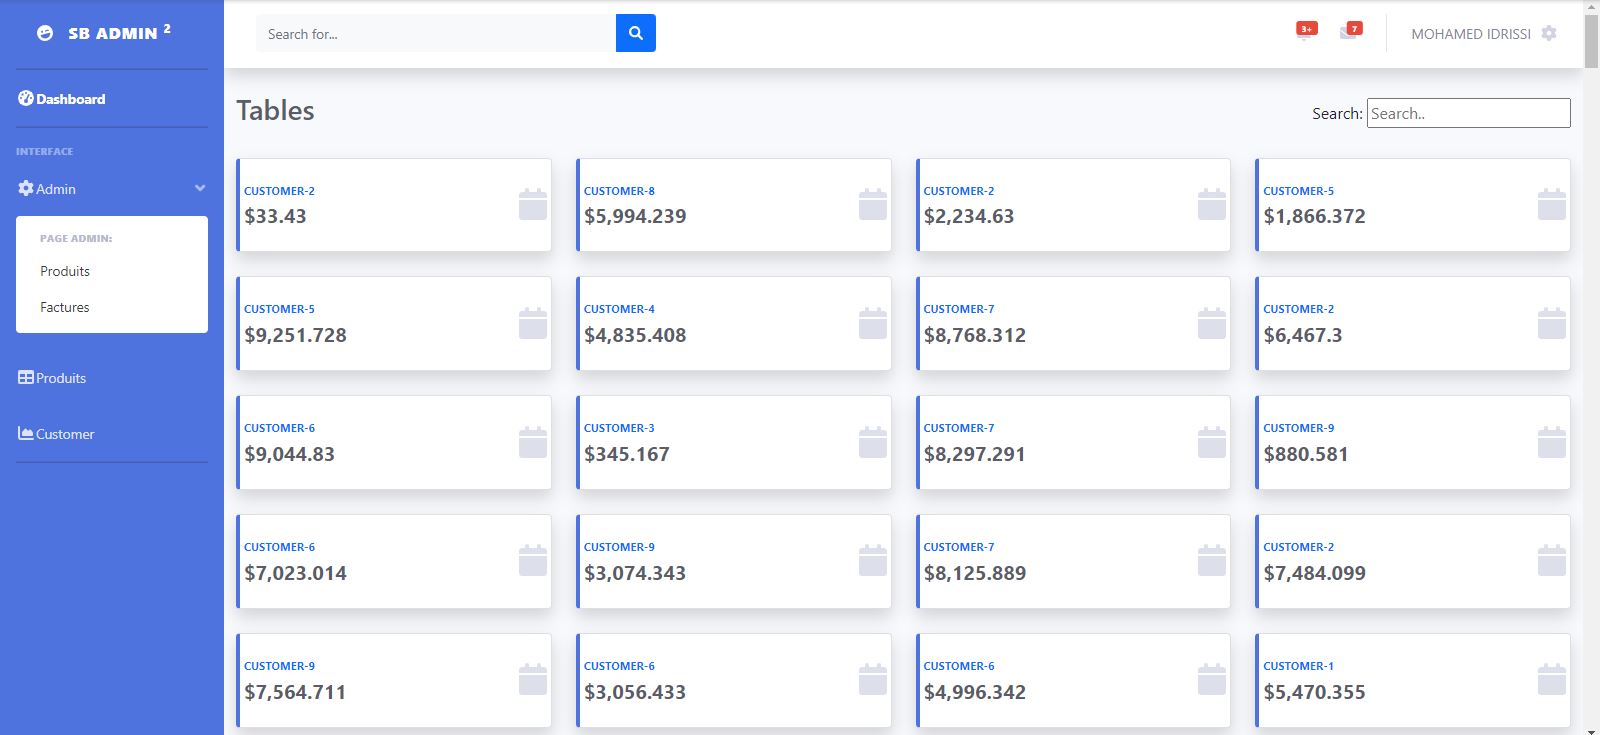 SB ADMIN 2
Search for...
3+
7
MOHAMED IDRISSI
Dashboard
INTERFACE
Admin
PAGE ADMIN:
Produits
Factures
Produits
Customer
Tables
Search: Search..
CUSTOMER-2
$33.43
CUSTOMER-8
$5,994.239
CUSTOMER-2
$2,234.63
CUSTOMER-5
$1,866.372
CUSTOMER-5
$9,251.728
CUSTOMER-4
$4,835.408
CUSTOMER-7
$8,768.312
CUSTOMER-2
$6,467.3
CUSTOMER-6
$9,044.83
CUSTOMER-3
$345.167
CUSTOMER-7
$8,297.291
CUSTOMER-9
$880.581
CUSTOMER-6
$7,023.014
CUSTOMER-9
$3,074.343
CUSTOMER-7
$8,125.889
CUSTOMER-2
$7,484.099
CUSTOMER-9
$7,564.711
CUSTOMER-6
$3,056.433
CUSTOMER-6
$4,996.342
CUSTOMER-1
$5,470.355